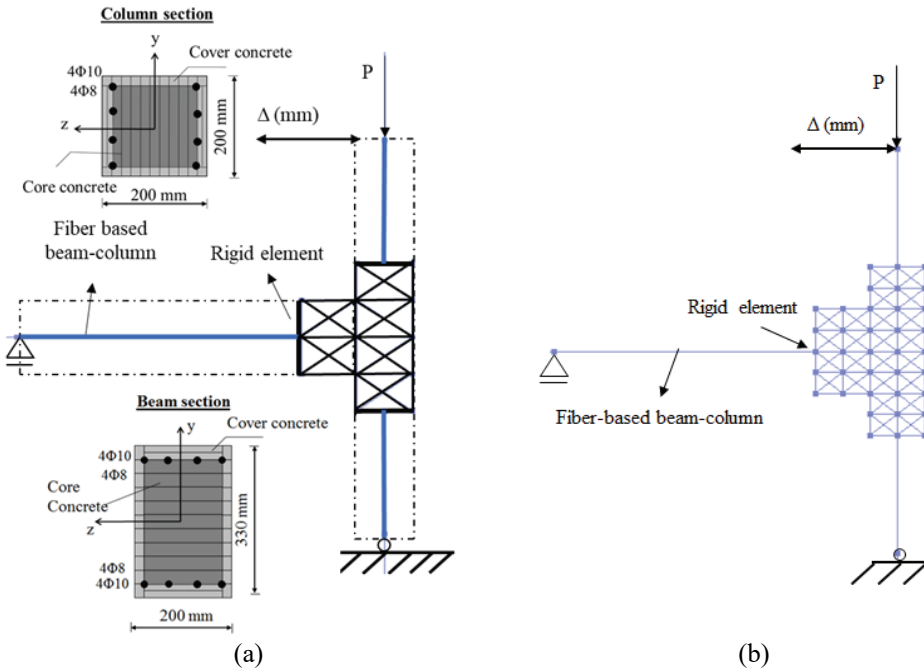 Column section
y
Cover concrete
4Φ10
4Φ8
z
200 mm
Core concrete
200 mm
P
Δ (mm)
Fiber based
beam-column
Rigid element
Beam section
y
Cover concrete
4Φ10
4Φ8
Core
Concrete
z
330 mm
4Φ8
4Φ10
200 mm
(a)
P
Δ (mm)
Rigid element
Fiber-based beam-column
(b)